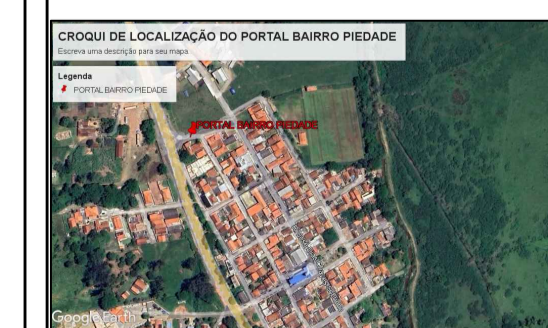 CROQUI DE LOCALIZAÇÃO DO PORTAL BAIRRO PIEDADE
Escreva uma descrição para seu mapa.
Legenda
PORTAL BAIRRO PIEDADE
PORTAL BAIRRO PIEDADE
Google Earth